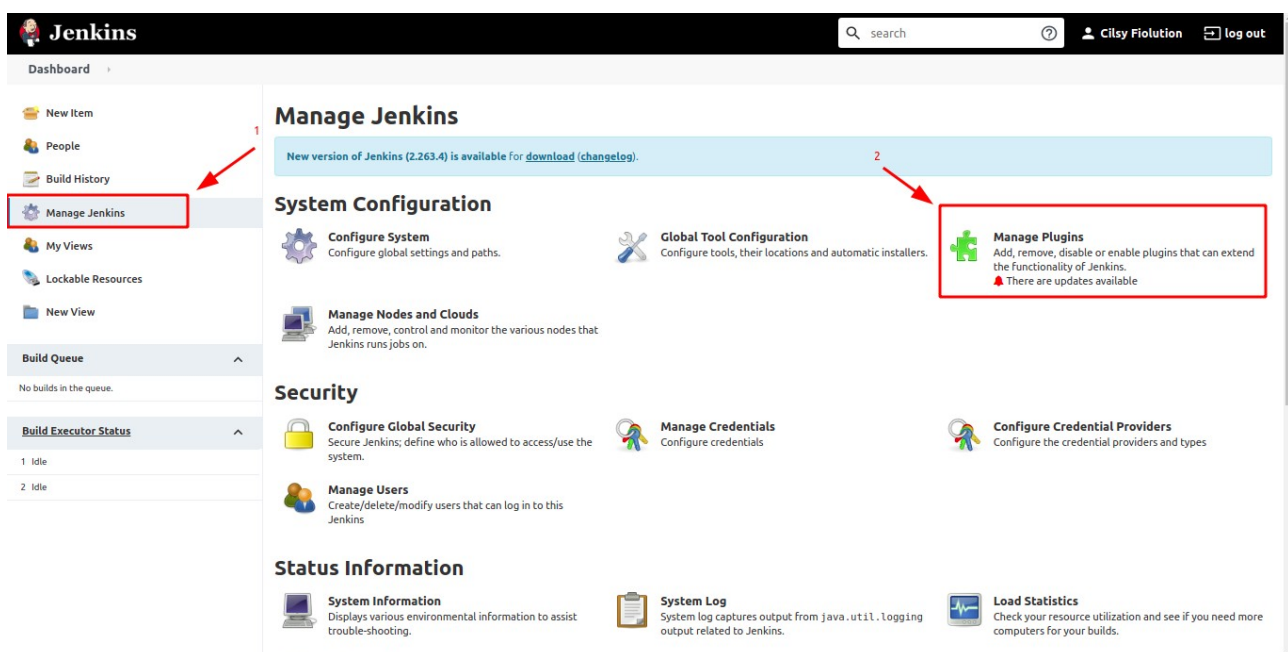 Jenkins
search
Cilsy Fiolution
log out
Dashboard
New Item
People
Build History
Manage Jenkins
My Views
Lockable Resources
New View
Build Queue
No builds in the queue.
Build Executor Status
1 Idle
2 Idle
1
Manage Jenkins
New version of Jenkins (2.263.4) is available for download (changelog).
2
System Configuration
Configure System
Configure global settings and paths.
Global Tool Configuration
Configure tools, their locations and automatic installers.
Manage Plugins
Add, remove, disable or enable plugins that can extend
the functionality of Jenkins.
There are updates available
Manage Nodes and Clouds
Add, remove, control and monitor the various nodes that
Jenkins runs jobs on.
Security
Configure Global Security
Secure Jenkins; define who is allowed to access/use the
system.
Manage Credentials
Configure credentials
Configure Credential Providers
Configure the credential providers and types
Manage Users
Create/delete/modify users that can log in to this
Jenkins
Status Information
System Information
Displays various environmental information to assist
trouble-shooting.
System Log
System log captures output from java.util.logging
output related to Jenkins.
Load Statistics
Check your resource utilization and see if you need more
computers for your builds.